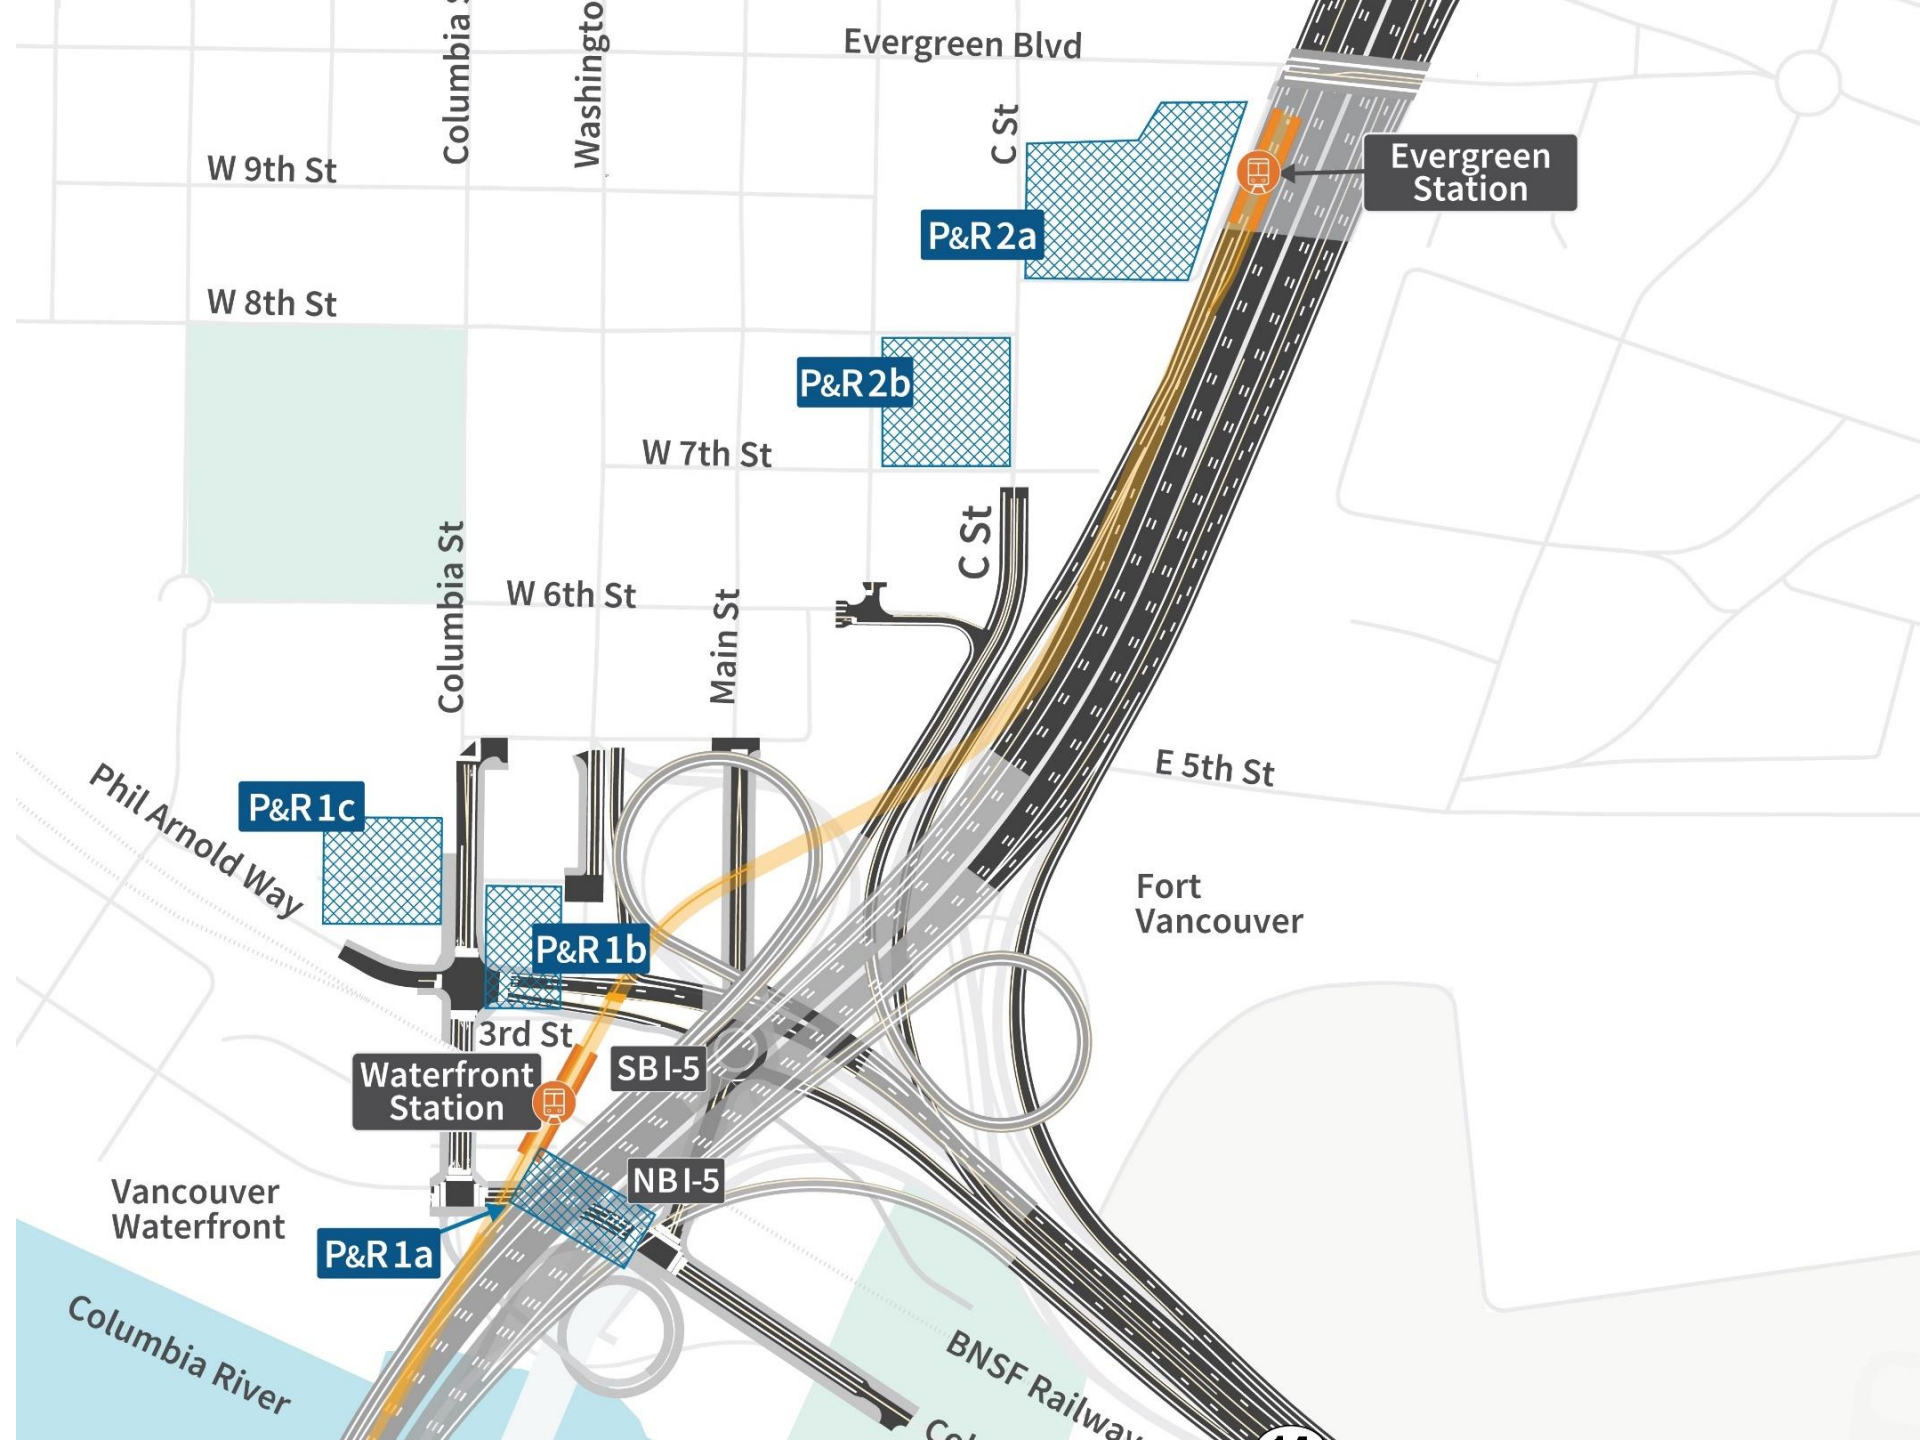 Columbia
Washingto
Evergreen Blvd
C St
W 9th St
Evergreen
Station
P&R 2a
W 8th St
P&R 2b
W 7th St
C St
Columbia St
W 6th St
Main St
E 5th St
Phil Arnold Way
P&R 1c
Fort
Vancouver
P&R 1b
3rd St
SB I-5
Waterfront
Station
NB I-5
Vancouver
Waterfront
P&R 1a
Columbia River
BNSF Railway